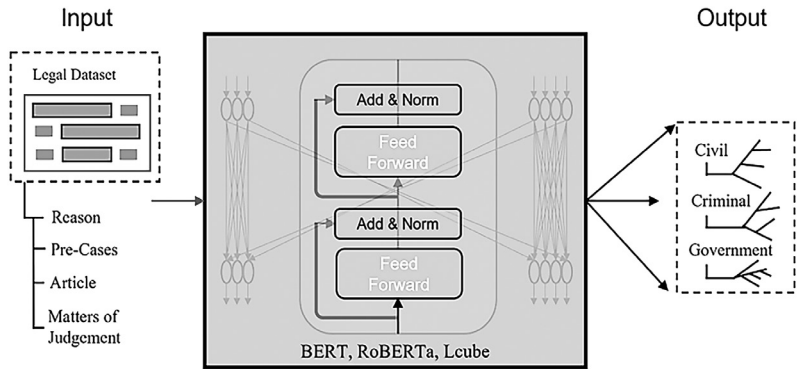 Input
Output
Legal Dataset
Reason
Pre-Cases
Article
Matters of
Judgement
Add & Norm
Feed
Forward
Add & Norm
Feed
Forward
BERT, RoBERTa, Lcube
Civil
Criminal
Government